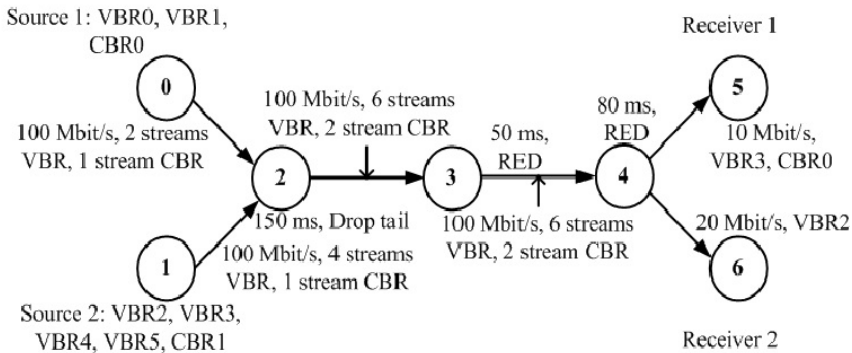 Source 1: VBR0, VBR1,
CBR0
Receiver 1
0
5
100 Mbit/s, 6 streams
VBR, 2 stream CBR
80 ms,
RED
100 Mbit/s, 2 streams
VBR, 1 stream CBR
50 ms,
RED
10 Mbit/s,
VBR3, CBR0
2
3
4
150 ms, Drop tail
100 Mbit/s, 4 streams
VBR, 1 stream CBR
100 Mbit/s, 6 streams
VBR, 2 stream CBR
20 Mbit/s, VBR2
1
6
Source 2: VBR2, VBR3,
VBR4, VBR5, CBR1
Receiver 2